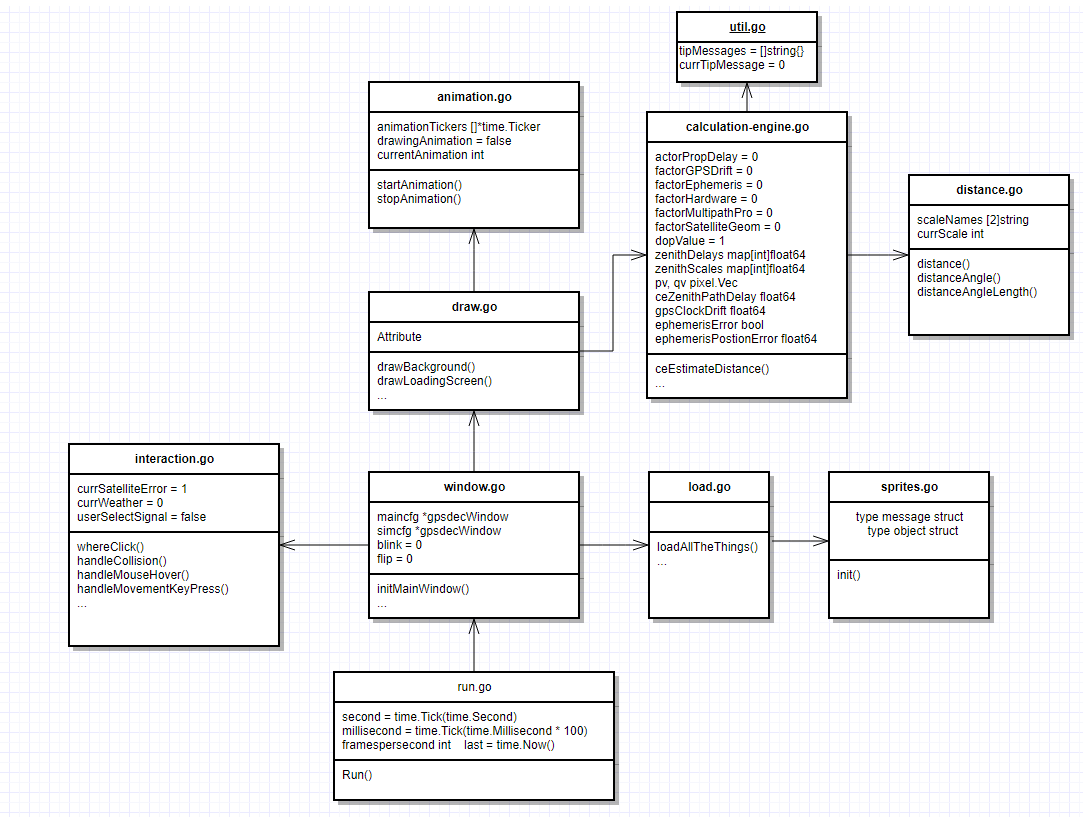 util.go
tipMessages = []string{}
currTipMessage = 0
animation.go
animationTickers []*time.Ticker
drawingAnimation = false
currentAnimation int
startAnimation()
stopAnimation()
calculation-engine.go
actorPropDelay = 0
factorGPSDrift = 0
factorEphemeris = 0
factorHardware = 0
factorMultipathPro = 0
factorSatelliteGeom = 0
dopValue = 1
zenithDelays map[int]float64
zenithScales map[int]float64
pv, qv pixel.Vec
ceZenithPathDelay float64
gpsClockDrift float64
ephemerisError bool
ephemerisPostionError float64
ceEstimateDistance()
...
distance.go
scaleNames [2]string
currScale int
distance()
distanceAngle()
distanceAngleLength()
draw.go
Attribute
drawBackground()
drawLoadingScreen()
...
interaction.go
currSatelliteError = 1
currWeather = 0
userSelectSignal = false
whereClick()
handleCollision()
handleMouseHover()
handleMovementKeyPress()
...
window.go
maincfg *gpsdecWindow
simcfg *gpsdecWindow
blink = 0
flip = 0
initMainWindow()
...
load.go
loadAllTheThings()
...
sprites.go
type message struct
type object struct
init()
run.go
second = time.Tick(time.Second)
millisecond = time.Tick(time.Millisecond * 100)
framespersecond int last = time.Now()
Run()